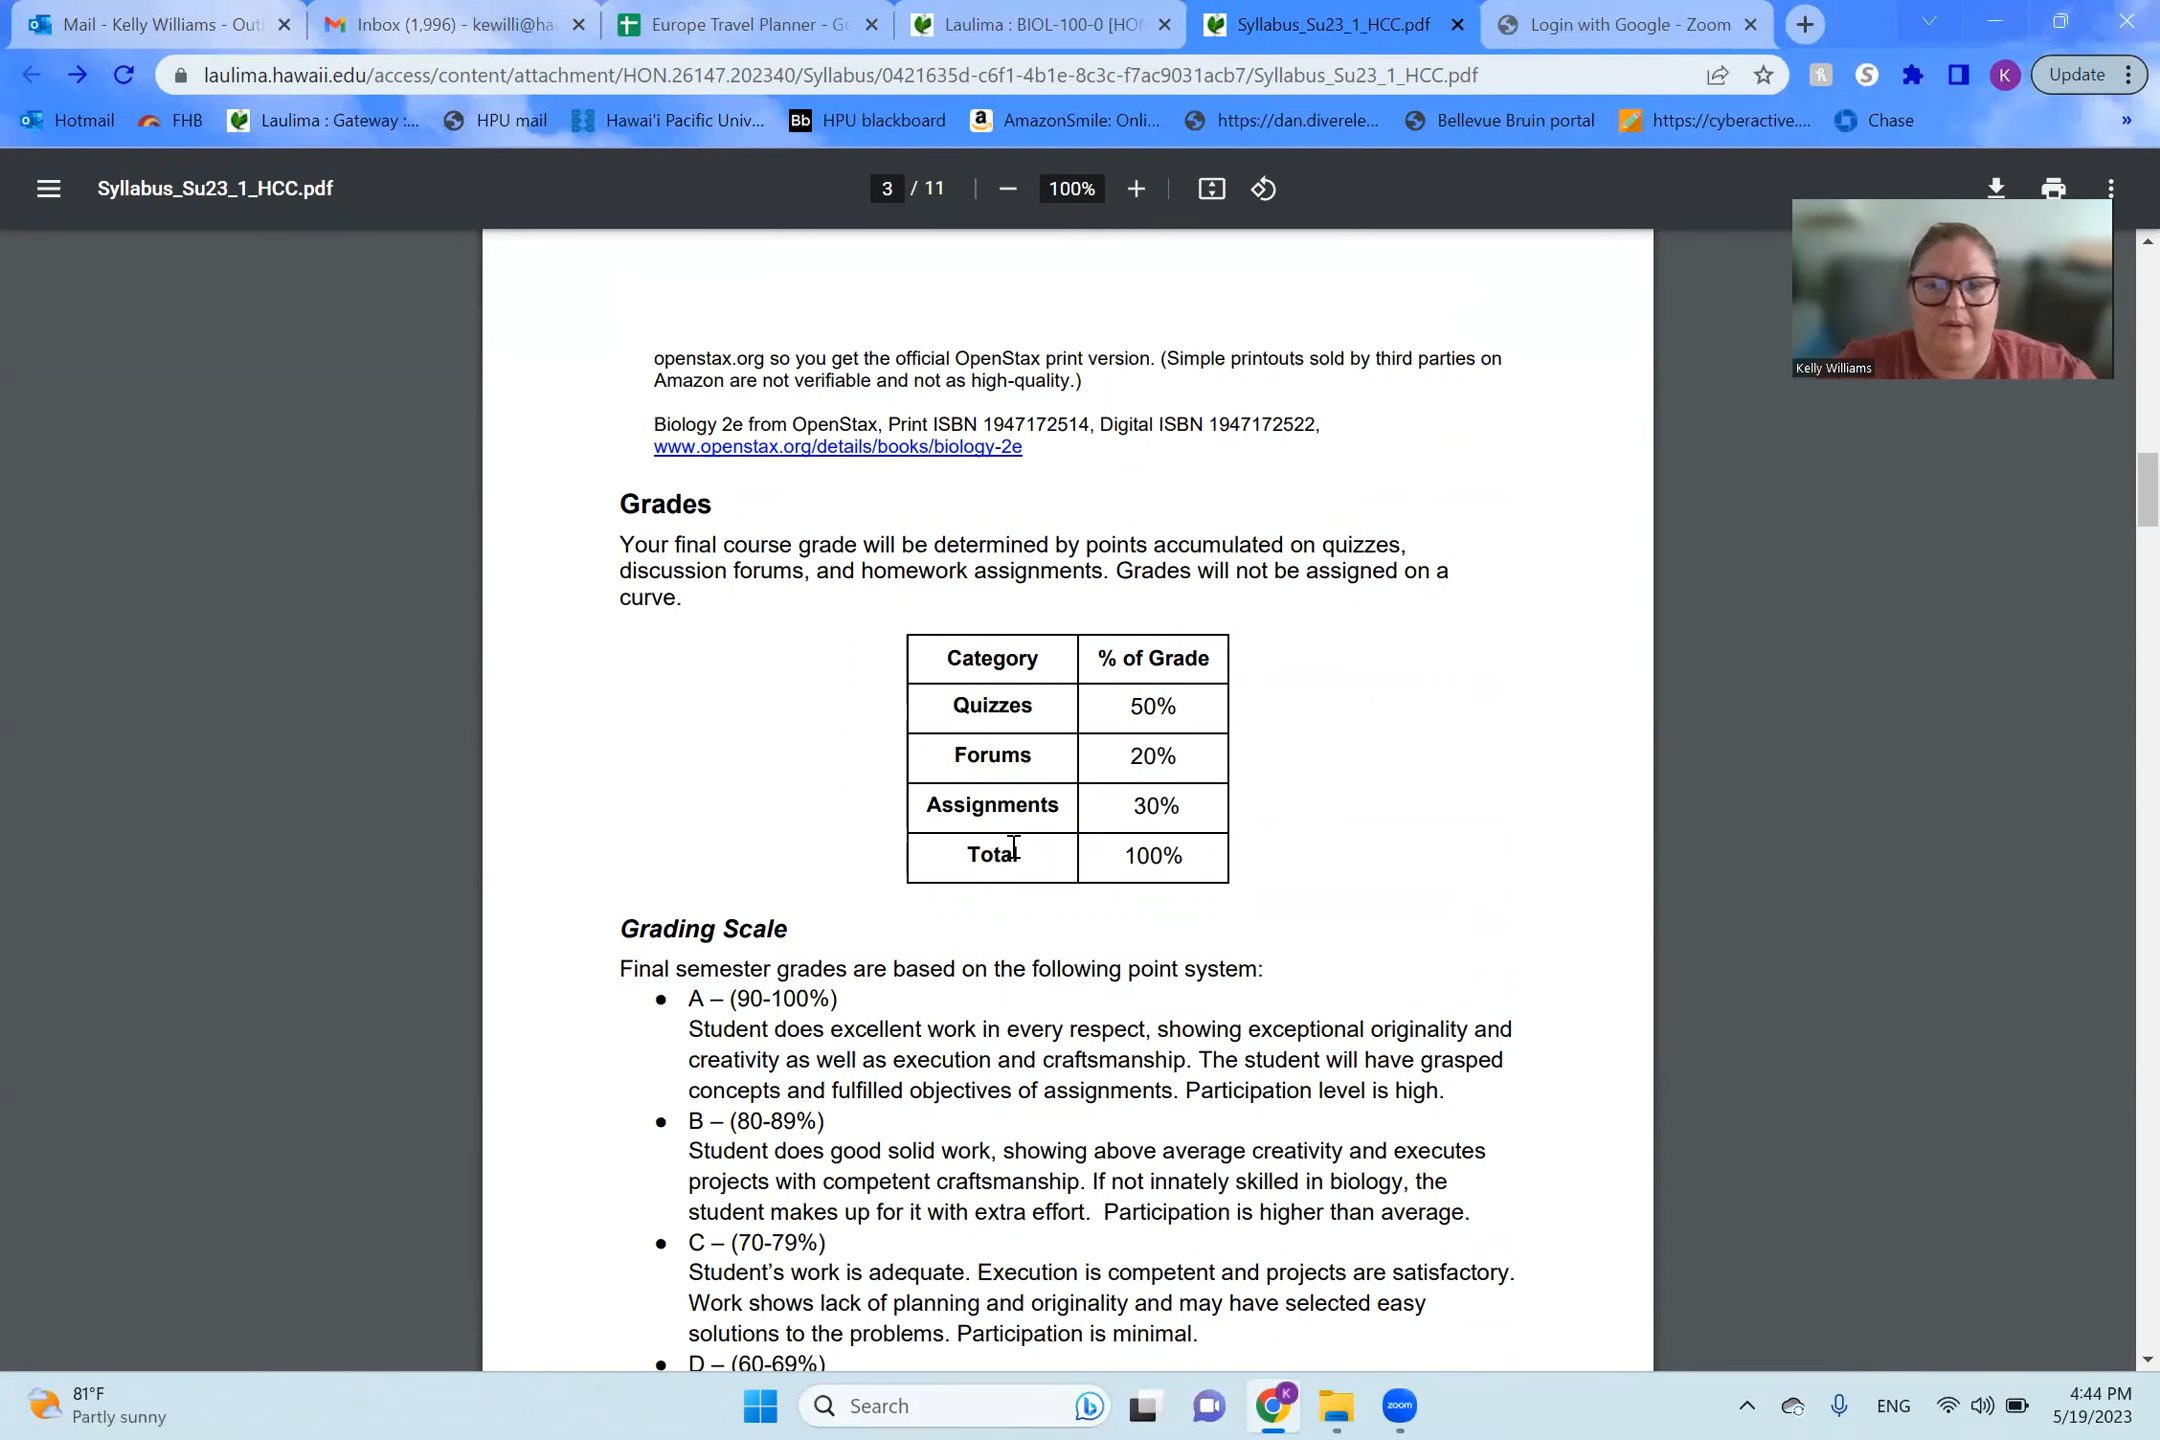 Mail - Kelly Williams - Outl
Inbox (1,996) - kewilli@hav
Europe Travel Planner - Go
Laulima : BIOL-100-0 [HON
Syllabus_Su23_1_HCC.pdf
Login with Google - Zoom
laulima.hawaii.edu/access/content/attachment/HON.26147.202340/Syllabus/0421635d-c6f1-4b1e-8c3c-f7ac9031acb7/Syllabus_Su23_1_HCC.pdf
K
Update
Hotmail
FHB
Laulima : Gateway :...
HPU mail
Hawai'i Pacific Univ...
Bb
HPU blackboard
AmazonSmile: Onli...
https://dan.diverele...
Bellevue Bruin portal
https://cyberactive....
Chase
»
Syllabus_Su23_1_HCC.pdf
3 / 11
100%
Kelly Williams
openstax.org so you get the official OpenStax print version. (Simple printouts sold by third parties on
Amazon are not verifiable and not as high-quality.)
Biology 2e from OpenStax, Print ISBN 1947172514, Digital ISBN 1947172522,
www.openstax.org/details/books/biology-2e
Grades
Your final course grade will be determined by points accumulated on quizzes,
discussion forums, and homework assignments. Grades will not be assigned on a
curve.
Category % of Grade
Quizzes 50%
Forums 20%
Assignments 30%
Total 100%
Grading Scale
Final semester grades are based on the following point system:
● A – (90-100%)
Student does excellent work in every respect, showing exceptional originality and
creativity as well as execution and craftsmanship. The student will have grasped
concepts and fulfilled objectives of assignments. Participation level is high.
● B – (80-89%)
Student does good solid work, showing above average creativity and executes
projects with competent craftsmanship. If not innately skilled in biology, the
student makes up for it with extra effort. Participation is higher than average.
● C – (70-79%)
Student's work is adequate. Execution is competent and projects are satisfactory.
Work shows lack of planning and originality and may have selected easy
solutions to the problems. Participation is minimal.
● D – (60-69%)
81°F
Partly sunny
Search
K
zoom
ENG
4:44 PM
5/19/2023